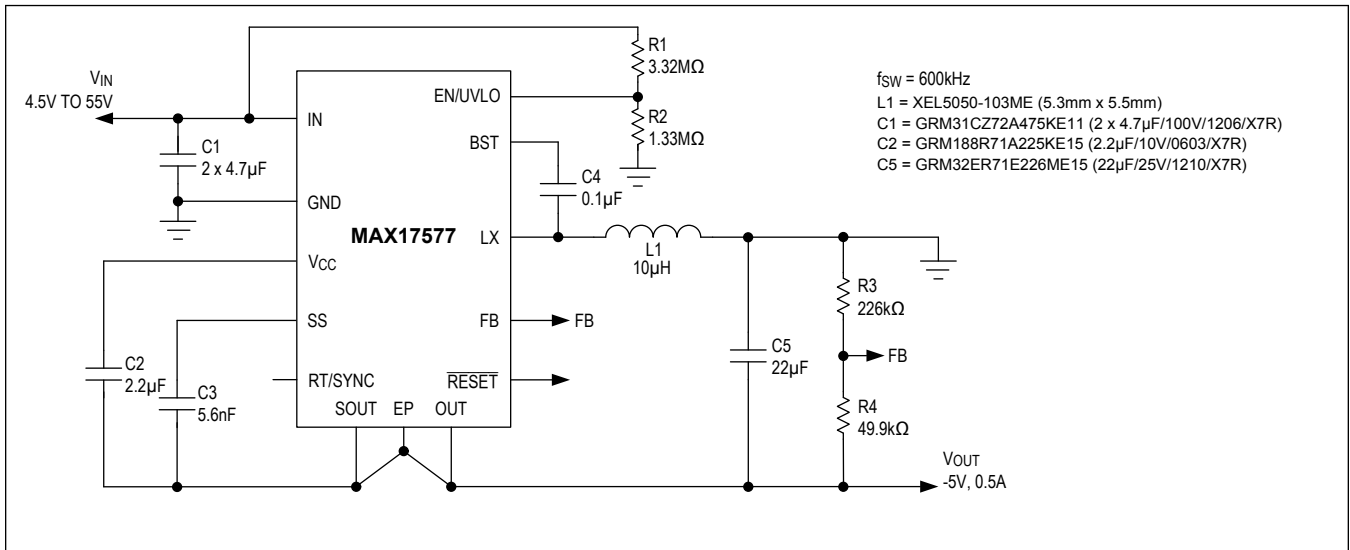 VIN
4.5V TO 55V
C1
2 x 4.7µF
R1
3.32MΩ
R2
1.33MΩ
EN/UVLO
IN
BST
C4
0.1µF
GND
MAX17577
LX
L1
10µH
VCC
SS
FB
FB
C2
2.2µF
C3
5.6nF
RT/SYNC
RESET
SOUT
EP
OUT
C5
22µF
R3
226kΩ
FB
R4
49.9kΩ
VOUT
-5V, 0.5A
fSW = 600kHz
L1 = XEL5050-103ME (5.3mm x 5.5mm)
C1 = GRM31CZ72A475KE11 (2 x 4.7µF/100V/1206/X7R)
C2 = GRM188R71A225KE15 (2.2µF/10V/0603/X7R)
C5 = GRM32ER71E226ME15 (22µF/25V/1210/X7R)